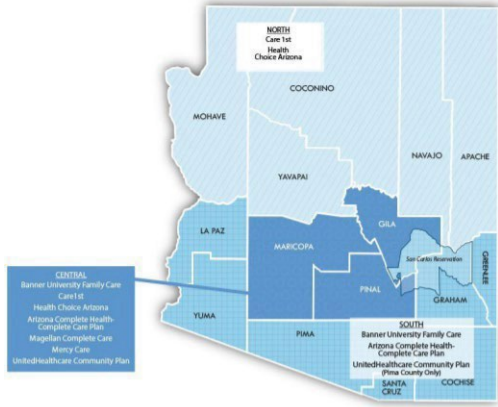 NORTH
Care 1st
Health
Choice Arizona
COCONINO
MOHAVE
NAVAJO
APACHE
YAVAPAI
LA PAZ
GILA
MARICOPA
San Carlos Reservation
GREENLEE
PINAL
GRAHAM
YUMA
PIMA
CENTRAL
Banner University Family Care
Care1st
Health Choice Arizona
Arizona Complete Health-
Complete Care Plan
Magellan Complete Care
Mercy Care
UnitedHealthcare Community Plan
SOUTH
Banner University Family Care
Arizona Complete Health-
Complete Care Plan
UnitedHealthcare Community Plan
(Pima County Only)
SANTA
CRUZ
COCHISE